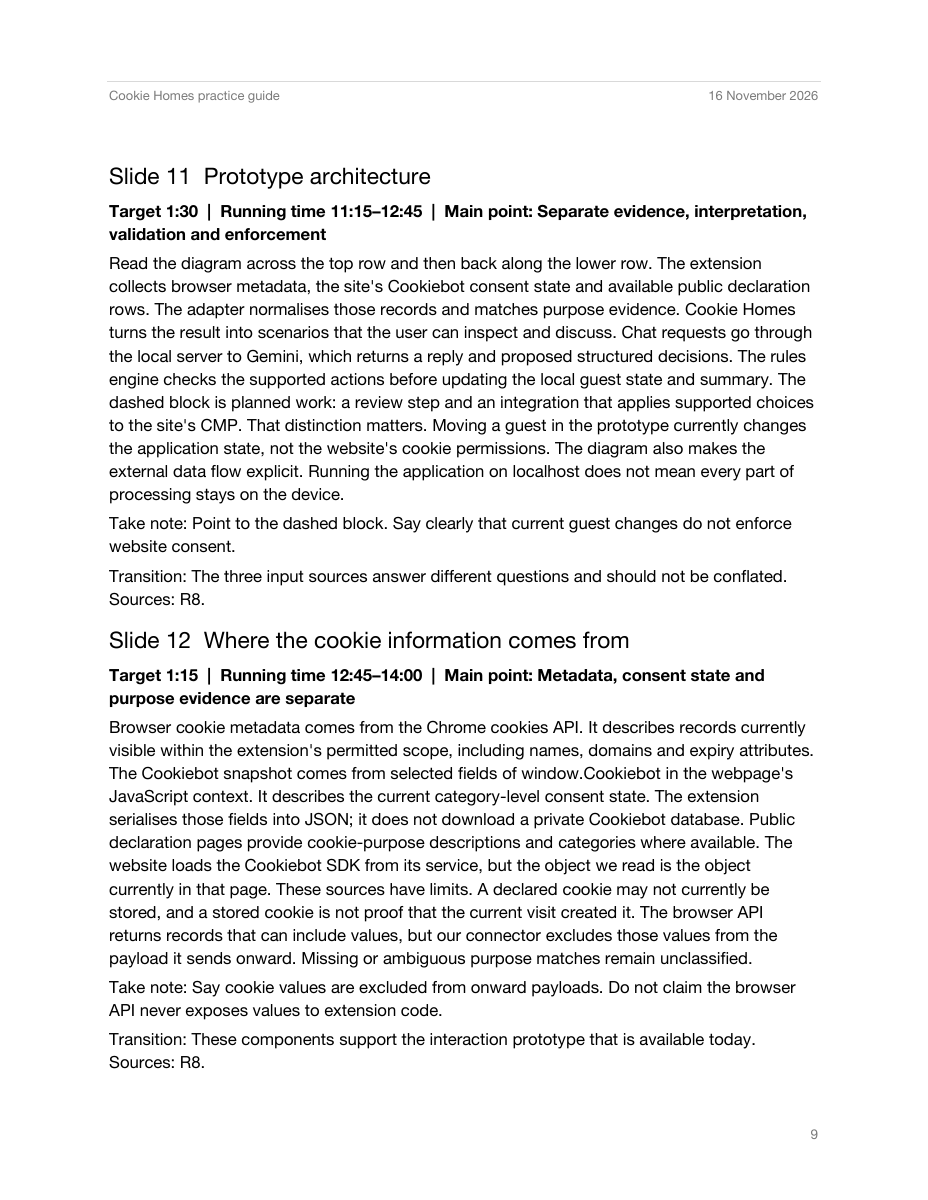 Cookie Homes practice guide
16 November 2026
Slide 11  Prototype architecture
Target 1:30  |  Running time 11:15–12:45  |  Main point: Separate evidence, interpretation,
validation and enforcement
Read the diagram across the top row and then back along the lower row. The extension
collects browser metadata, the site's Cookiebot consent state and available public declaration
rows. The adapter normalises those records and matches purpose evidence. Cookie Homes
turns the result into scenarios that the user can inspect and discuss. Chat requests go through
the local server to Gemini, which returns a reply and proposed structured decisions. The rules
engine checks the supported actions before updating the local guest state and summary. The
dashed block is planned work: a review step and an integration that applies supported choices
to the site's CMP. That distinction matters. Moving a guest in the prototype currently changes
the application state, not the website's cookie permissions. The diagram also makes the
external data flow explicit. Running the application on localhost does not mean every part of
processing stays on the device.
Take note: Point to the dashed block. Say clearly that current guest changes do not enforce
website consent.
Transition: The three input sources answer different questions and should not be conflated.
Sources: R8.
Slide 12  Where the cookie information comes from
Target 1:15  |  Running time 12:45–14:00  |  Main point: Metadata, consent state and
purpose evidence are separate
Browser cookie metadata comes from the Chrome cookies API. It describes records currently
visible within the extension's permitted scope, including names, domains and expiry attributes.
The Cookiebot snapshot comes from selected fields of window.Cookiebot in the webpage's
JavaScript context. It describes the current category-level consent state. The extension
serialises those fields into JSON; it does not download a private Cookiebot database. Public
declaration pages provide cookie-purpose descriptions and categories where available. The
website loads the Cookiebot SDK from its service, but the object we read is the object
currently in that page. These sources have limits. A declared cookie may not currently be
stored, and a stored cookie is not proof that the current visit created it. The browser API
returns records that can include values, but our connector excludes those values from the
payload it sends onward. Missing or ambiguous purpose matches remain unclassified.
Take note: Say cookie values are excluded from onward payloads. Do not claim the browser
API never exposes values to extension code.
Transition: These components support the interaction prototype that is available today.
Sources: R8.
9